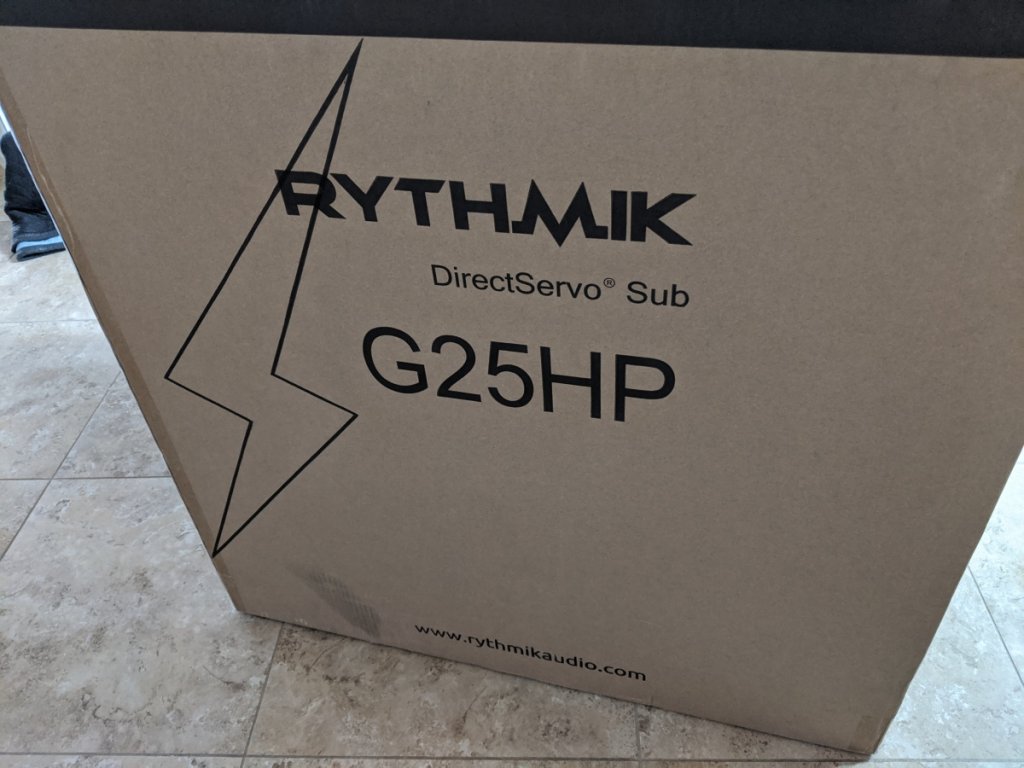 RYTHMIK
DirectServo® Sub
G25HP
www.rythmikaudio.com